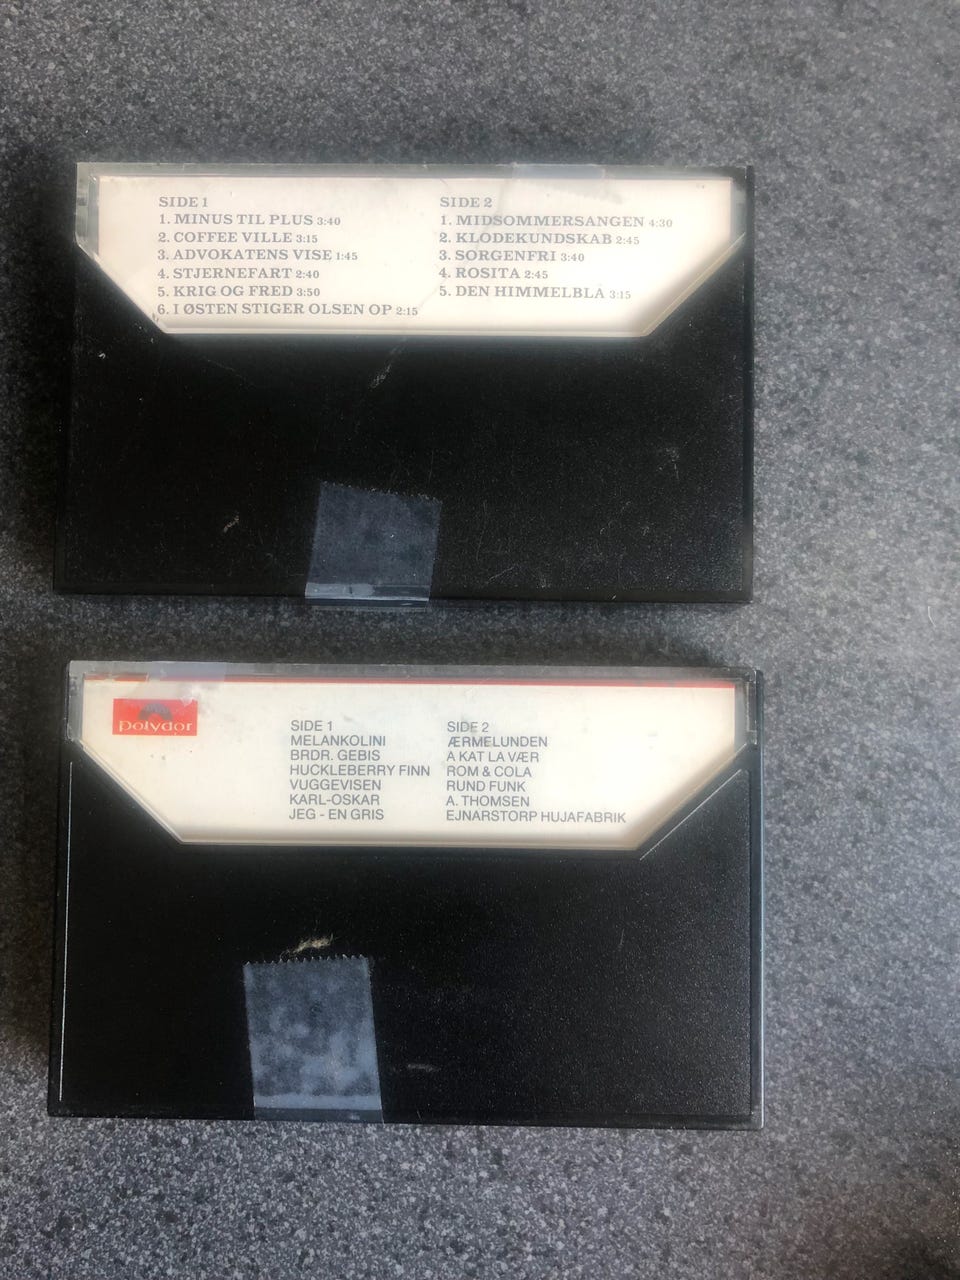 SIDE 1
1. MINUS TIL PLUS 3:40
2. COFFEE VILLE 3:15
3. ADVOKATENS VISE 1:45
4. STJERNEFART 2:40
5. KRIG OG FRED 3:50
6. I ØSTEN STIGER OLSEN OP 2:15
SIDE 2
1. MIDSOMMERSANGEN 4:30
2. KLODEKUNDSKAB 2:45
3. SORGENFRI 3:40
4. ROSITA 2:45
5. DEN HIMMELBLÅ 3:15
polydor
SIDE 1
MELANKOLINI
BRDR. GEBIS
HUCKLEBERRY FINN
VUGGEVISEN
KARL-OSKAR
JEG - EN GRIS
SIDE 2
ÆRMELUNDEN
A KAT LA VÆR
ROM & COLA
RUND FUNK
A. THOMSEN
EJNARSTORP HUJAFABRIK